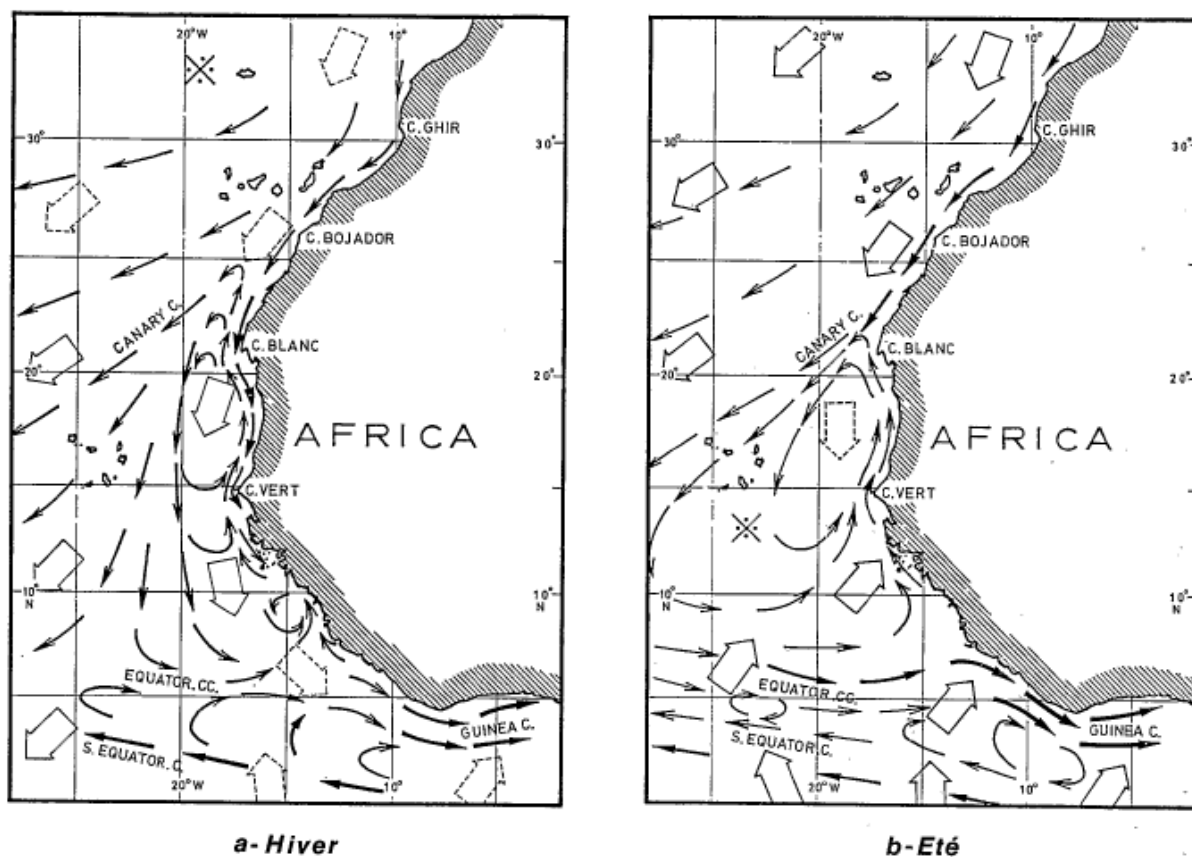 20°W
10°
C. GHIR
30°
C. BOJADOR
CANARY C.
C. BLANC
20°
20°
AFRICA
C. VERT
10°
N
10°
EQUATOR. CC.
GUINEA C.
S. EQUATOR. C.
20°W
10°
a- Hiver
20°W
10°
C. GHIR
30°
30°
C. BOJADOR
CANARY C.
C. BLANC
20°
20°
AFRICA
C. VERT
10°
N
10°
N
EQUATOR. CC.
GUINEA C.
S. EQUATOR. C.
20°W
10°
b- Eté